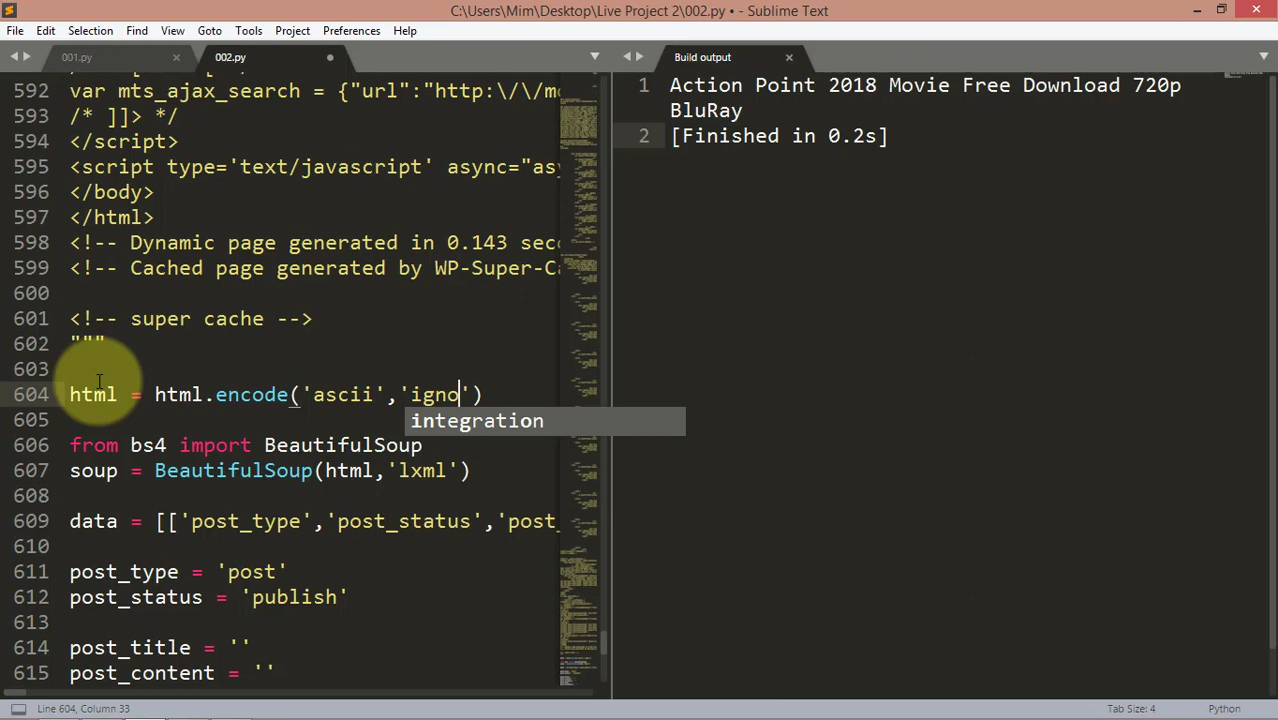 C:\Users\Mim\Desktop\Live Project 2\002.py • - Sublime Text
File Edit Selection Find View Goto Tools Project Preferences Help
001.py × 002.py
Build output ×
592 var mts_ajax_search = {"url":"http:\/\/mo
593 /* ]]> */
594 </script>
595 <script type='text/javascript' async="asy
596 </body>
597 </html>
598 <!-- Dynamic page generated in 0.143 seco
599 <!-- Cached page generated by WP-Super-Ca
600
601 <!-- super cache -->
602 """
603
604 html = html.encode('ascii','igno')
integration
605
606 from bs4 import BeautifulSoup
607 soup = BeautifulSoup(html,'lxml')
608
609 data = [['post_type','post_status','post_
610
611 post_type = 'post'
612 post_status = 'publish'
613
614 post_title = ''
615 post_content = ''
1 Action Point 2018 Movie Free Download 720p
BluRay
2 [Finished in 0.2s]
Line 604, Column 33
Tab Size: 4 Python